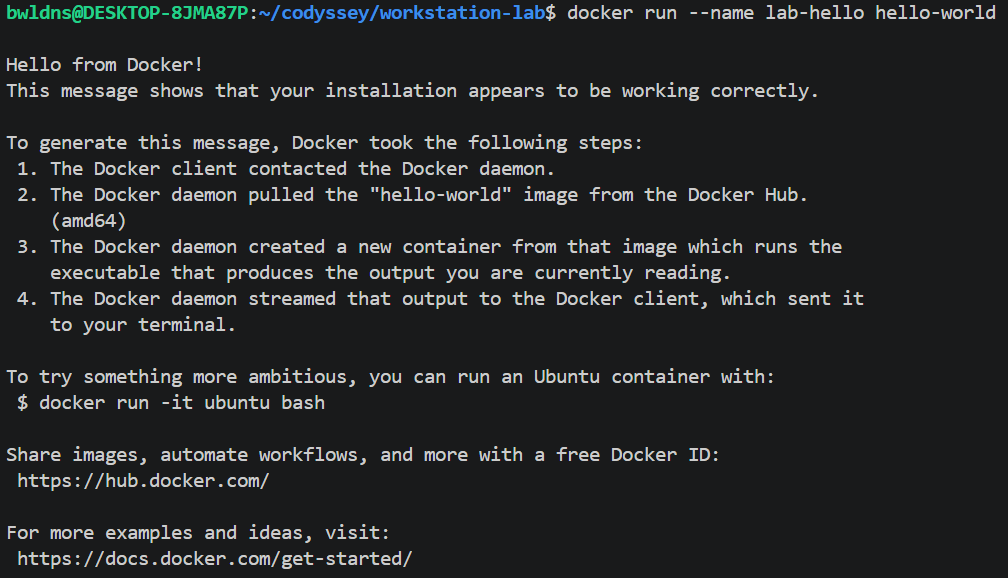 bwldns@DESKTOP-8JMA87P:~/codyssey/workstation-lab$ docker run --name lab-hello hello-world
Hello from Docker!
This message shows that your installation appears to be working correctly.
To generate this message, Docker took the following steps:
1. The Docker client contacted the Docker daemon.
2. The Docker daemon pulled the "hello-world" image from the Docker Hub.
(amd64)
3. The Docker daemon created a new container from that image which runs the
executable that produces the output you are currently reading.
4. The Docker daemon streamed that output to the Docker client, which sent it
to your terminal.
To try something more ambitious, you can run an Ubuntu container with:
$ docker run -it ubuntu bash
Share images, automate workflows, and more with a free Docker ID:
https://hub.docker.com/
For more examples and ideas, visit:
https://docs.docker.com/get-started/